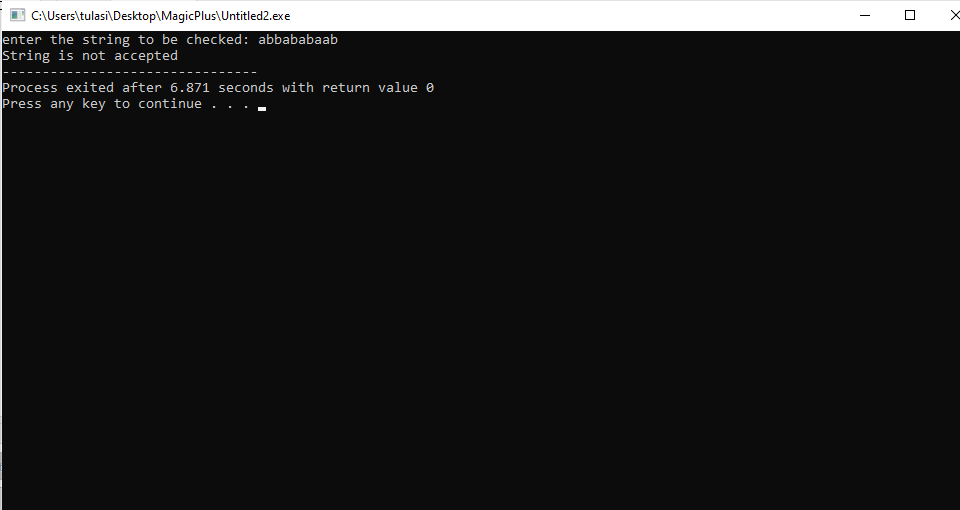 C:\Users\tulasi\Desktop\MagicPlus\Untitled2.exe
enter the string to be checked: abbababaab
String is not accepted
--------------------------------
Process exited after 6.871 seconds with return value 0
Press any key to continue . . .